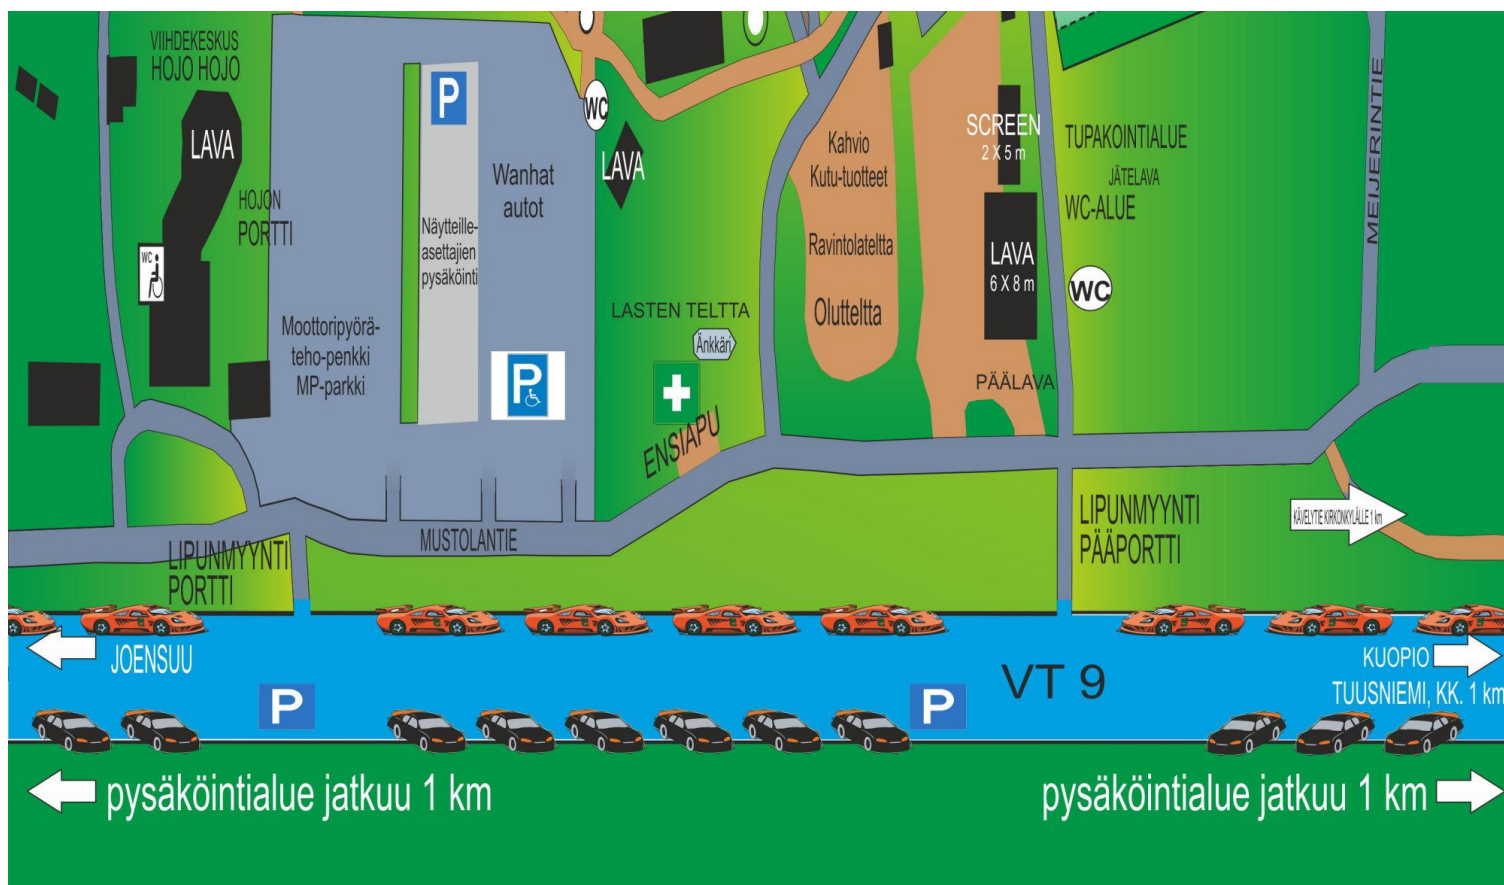 VIIHDEKESKUS
HOJO HOJO
LAVA
HOJON
PORTTI
WC
P
Näytteille-
asettajien
pysäköinti
Wanhat
autot
WC
LAVA
Moottoripyörä-
teho-penkki
MP-parkki
P
LASTEN TELTTA
Änkkäri
ENSIAPU
Kahvio
Kutu-tuotteet
Ravintolateltta
Olutteltta
SCREEN
2 X 5 m
LAVA
6 X 8 m
PÄÄLAVA
TUPAKOINTIALUE
JÄTELAVA
WC-ALUE
WC
MEIJERINTIE
LIPUNMYYNTI
PORTTI
MUSTOLANTIE
LIPUNMYYNTI
PÄÄPORTTI
KÄVELYTIE KIRKONKYLÄLLE 1 km
JOENSUU
P
P
VT 9
KUOPIO
TUUSNIEMI, KK. 1 km
pysäköintialue jatkuu 1 km
pysäköintialue jatkuu 1 km